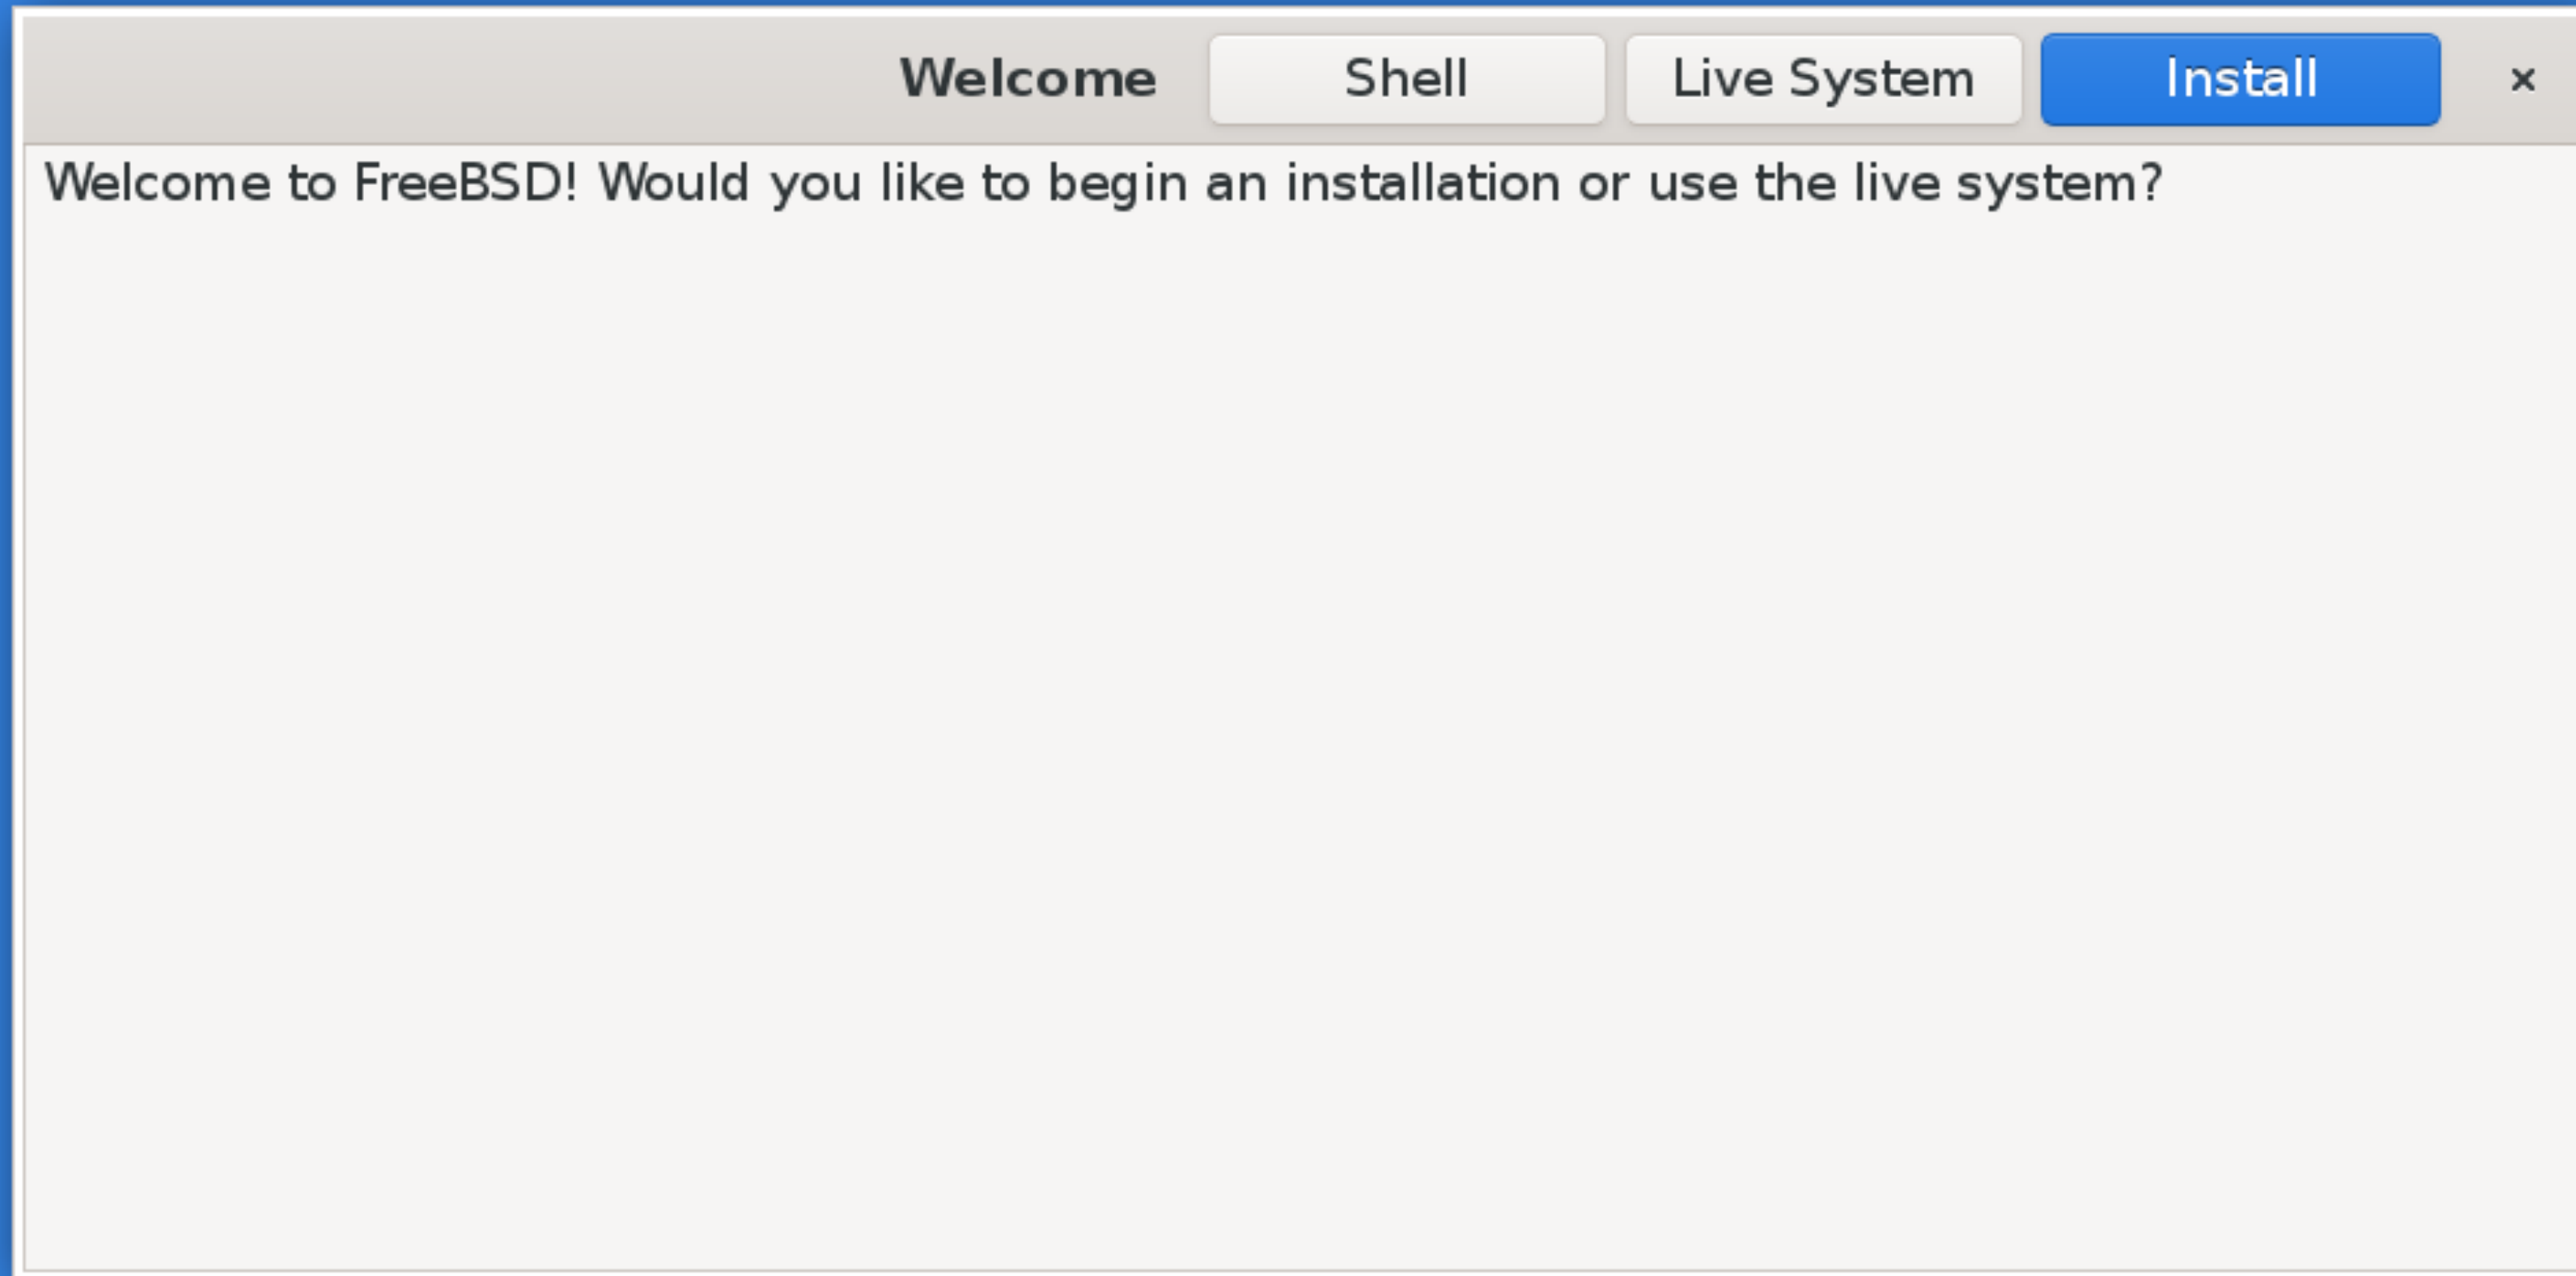 Welcome Shell Live System Install ×
Welcome to FreeBSD! Would you like to begin an installation or use the live system?